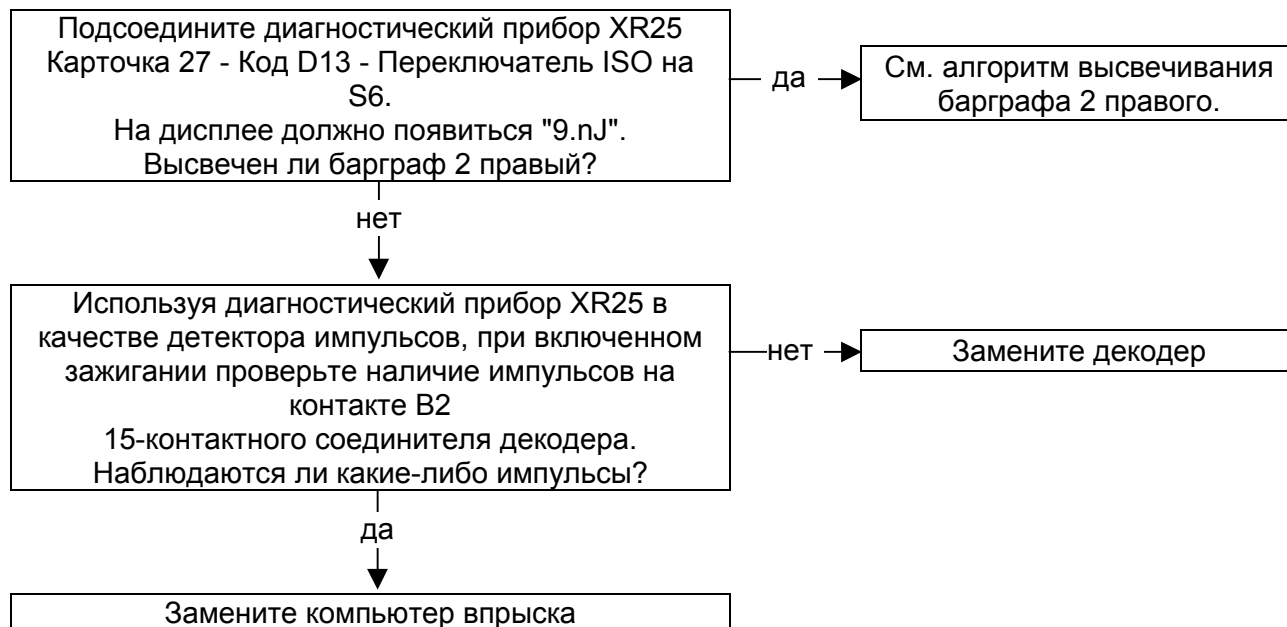 Подсоедините диагностический прибор XR25
Карточка 27 - Код D13 - Переключатель ISO на
S6.
На дисплее должно появиться "9.nJ".
Высвечен ли барграф 2 правый?
да
См. алгоритм высвечивания
барграфа 2 правого.
нет
Используя диагностический прибор XR25 в
качестве детектора импульсов, при включенном
зажигании проверьте наличие импульсов на
контакте В2
15-контактного соединителя декодера.
Наблюдаются ли какие-либо импульсы?
нет
Замените декодер
да
Замените компьютер впрыска